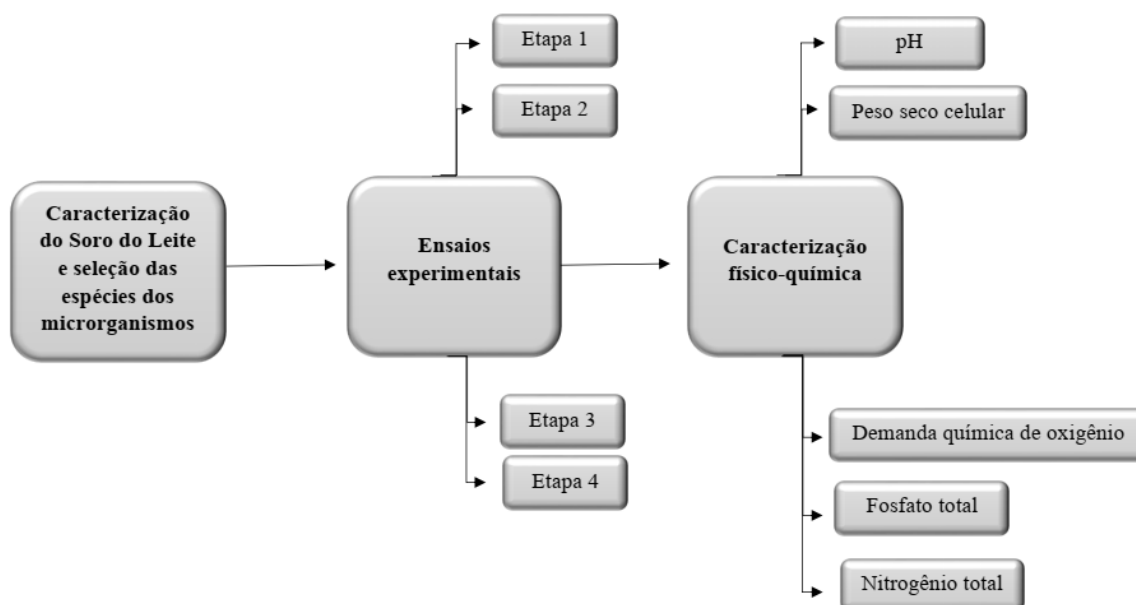 Caracterização
do Soro do Leite
e seleção das
espécies dos
microrganismos
Etapa 1
Etapa 2
Ensaios
experimentais
Etapa 3
Etapa 4
pH
Peso seco celular
Caracterização
físico-química
Demanda química de oxigênio
Fosfato total
Nitrogênio total